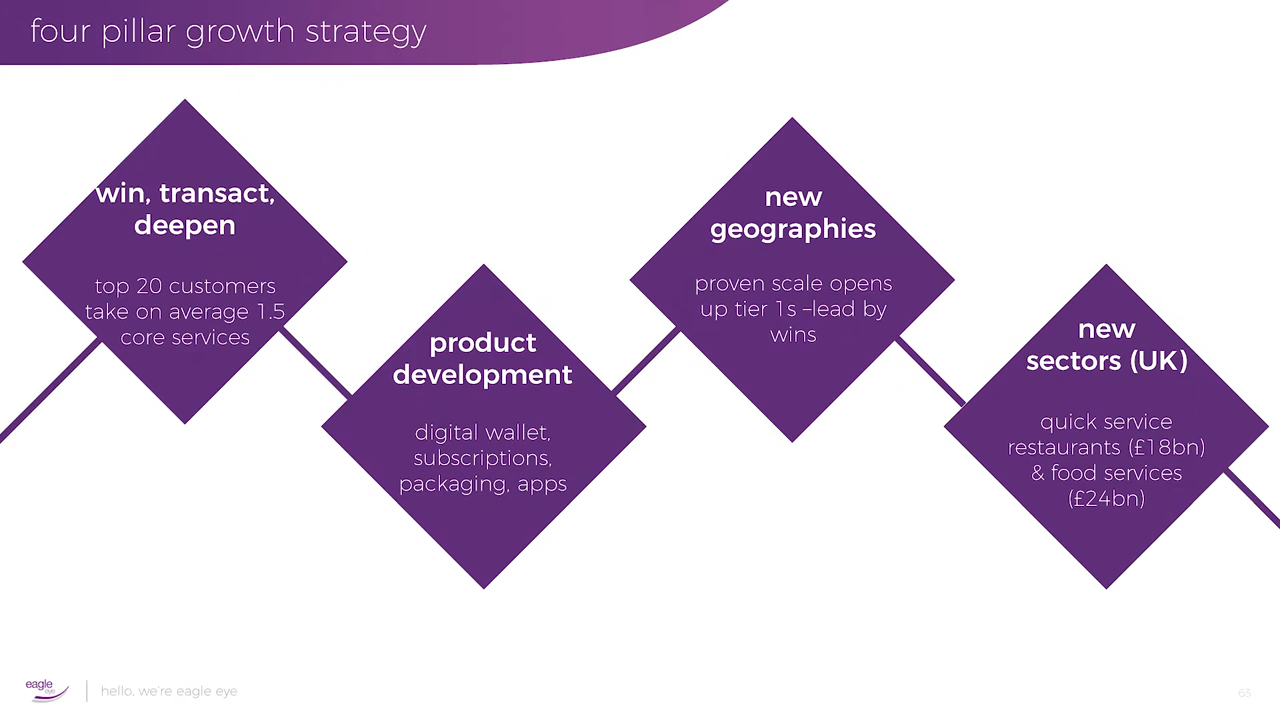 four pillar growth strategy
win, transact,
deepen
top 20 customers
take on average 1.5
core services
product
development
digital wallet,
subscriptions,
packaging, apps
new
geographies
proven scale opens
up tier 1s –lead by
wins
new
sectors (UK)
quick service
restaurants (£18bn)
& food services
(£24bn)
eagle
eye
hello, we're eagle eye
63